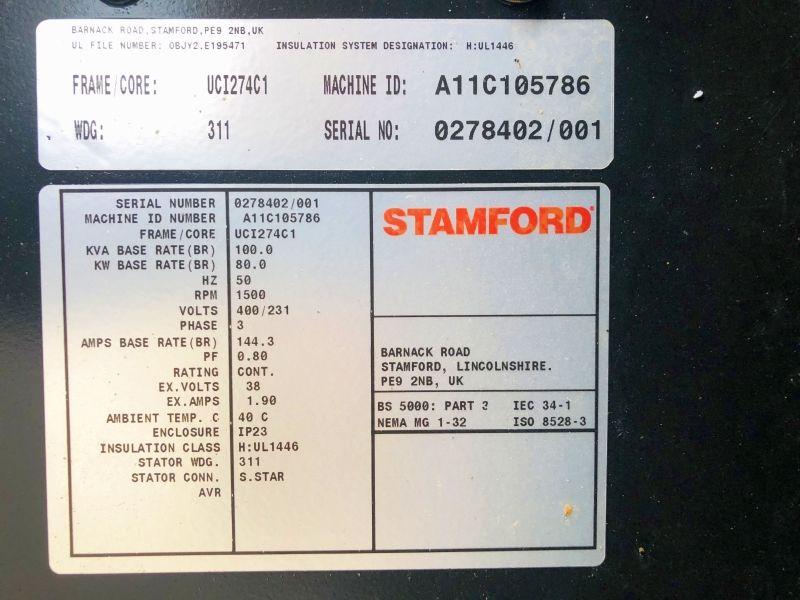 BARNACK ROAD,STAMFORD,PE9 2NB,UK
UL FILE NUMBER: OBJY2.E195471 INSULATION SYSTEM DESIGNATION: H:UL1446
FRAME/CORE: UCI274C1 MACHINE ID: A11C105786
WDG: 311 SERIAL NO: 0278402/001
SERIAL NUMBER 0278402/001
MACHINE ID NUMBER A11C105786
FRAME/CORE UCI274C1
KVA BASE RATE(BR) 100.0
KW BASE RATE(BR) 80.0
HZ 50
RPM 1500
VOLTS 400/231
PHASE 3
AMPS BASE RATE(BR) 144.3
PF 0.80
RATING CONT.
EX.VOLTS 38
EX.AMPS 1.90
AMBIENT TEMP. C 40 C
ENCLOSURE IP23
INSULATION CLASS H:UL1446
STATOR WDG. 311
STATOR CONN. S.STAR
AVR
STAMFORD
BARNACK ROAD
STAMFORD, LINCOLNSHIRE.
PE9 2NB, UK
BS 5000: PART 3 IEC 34-1
NEMA MG 1-32 ISO 8528-3